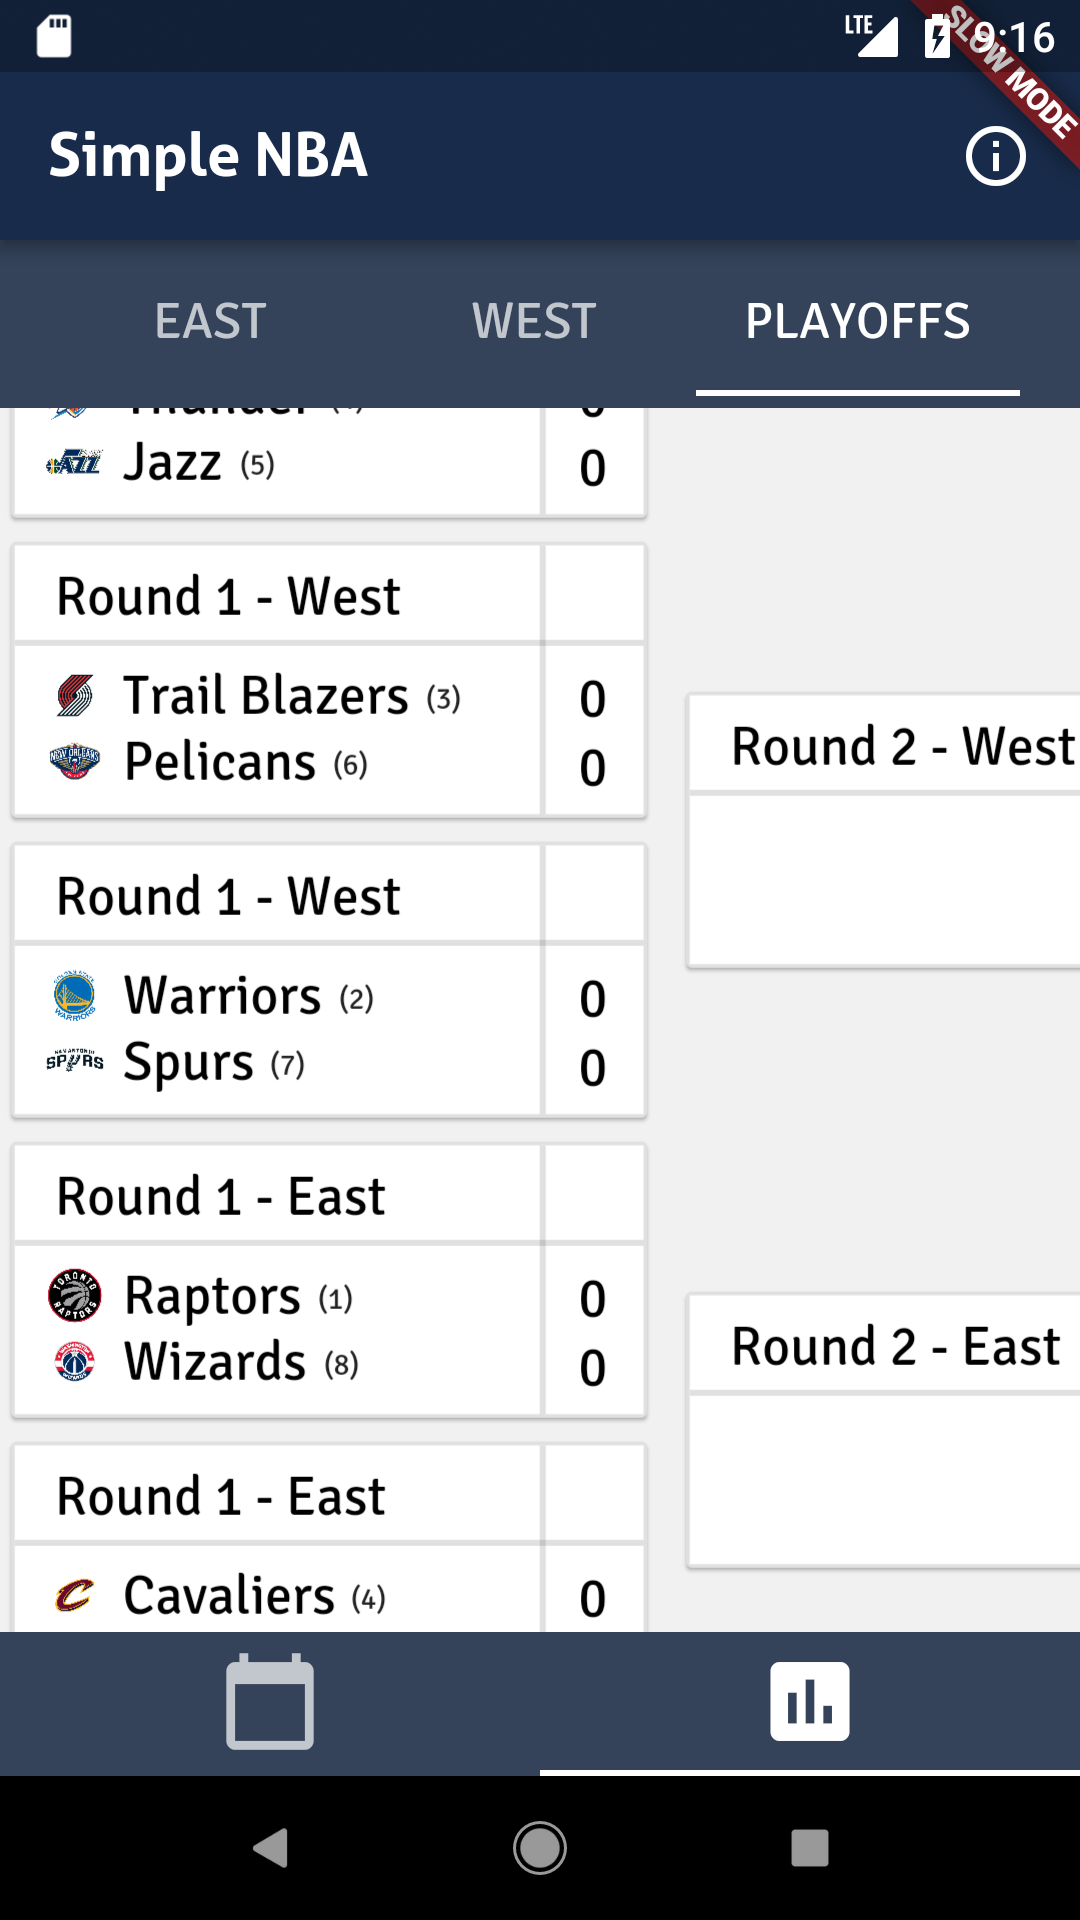 LTE
9:16
SLOW MODE
Simple NBA
EAST
WEST
PLAYOFFS
Thunder
0
Jazz (5)
0
Round 1 - West
Trail Blazers (3)
0
Pelicans (6)
0
Round 2 - West
Round 1 - West
Warriors (2)
0
Spurs (7)
0
Round 1 - East
Raptors (1)
0
Wizards (8)
0
Round 2 - East
Round 1 - East
Cavaliers (4)
0